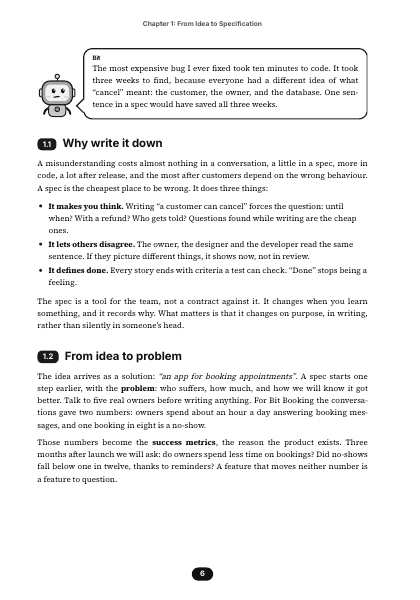 Chapter 1: From Idea to Specification
Bit
The most expensive bug I ever fixed took ten minutes to code. It took
three weeks to find, because everyone had a different idea of what
“cancel” meant: the customer, the owner, and the database. One sen-
tence in a spec would have saved all three weeks.
1.1 Why write it down
A misunderstanding costs almost nothing in a conversation, a little in a spec, more in
code, a lot after release, and the most after customers depend on the wrong behaviour.
A spec is the cheapest place to be wrong. It does three things:
• It makes you think. Writing “a customer can cancel” forces the question: until
when? With a refund? Who gets told? Questions found while writing are the cheap
ones.
• It lets others disagree. The owner, the designer and the developer read the same
sentence. If they picture different things, it shows now, not in review.
• It defines done. Every story ends with criteria a test can check. “Done” stops being a
feeling.
The spec is a tool for the team, not a contract against it. It changes when you learn
something, and it records why. What matters is that it changes on purpose, in writing,
rather than silently in someone’s head.
1.2 From idea to problem
The idea arrives as a solution: “an app for booking appointments”. A spec starts one
step earlier, with the problem: who suffers, how much, and how we will know it got
better. Talk to five real owners before writing anything. For Bit Booking the conversa-
tions gave two numbers: owners spend about an hour a day answering booking mes-
sages, and one booking in eight is a no-show.
Those numbers become the success metrics, the reason the product exists. Three
months after launch we will ask: do owners spend less time on bookings? Did no-shows
fall below one in twelve, thanks to reminders? A feature that moves neither number is
a feature to question.
6